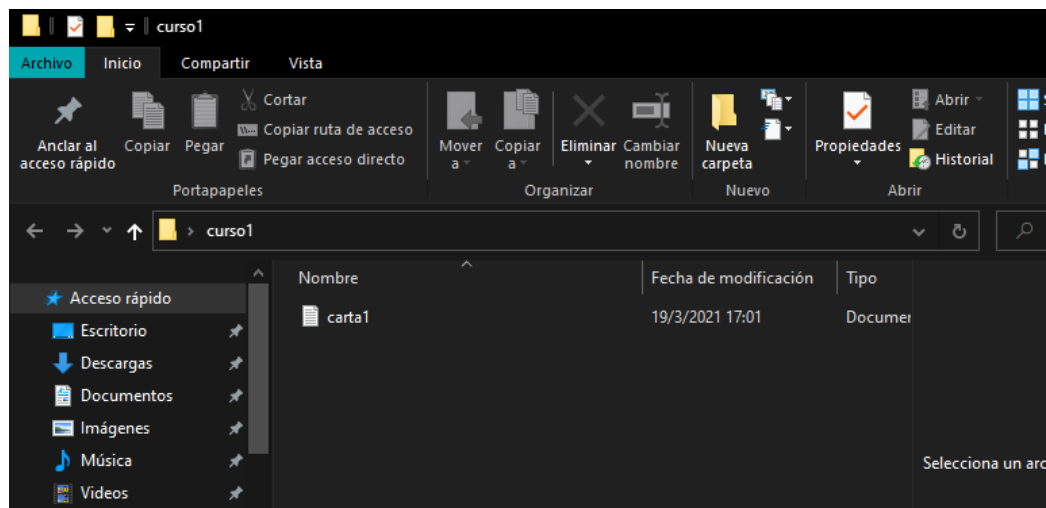 curso1
Archivo Inicio Compartir Vista
Anclar al acceso rápido
Copiar
Pegar
Cortar
Copiar ruta de acceso
Pegar acceso directo
Portapapeles
Mover a
Copiar a
Eliminar
Cambiar nombre
Organizar
Nueva carpeta
Nuevo
Propiedades
Abrir
Editar
Historial
Abrir
curso1
Nombre Fecha de modificación Tipo
carta1 19/3/2021 17:01 Documen
Acceso rápido
Escritorio
Descargas
Documentos
Imágenes
Música
Videos
Selecciona un arc